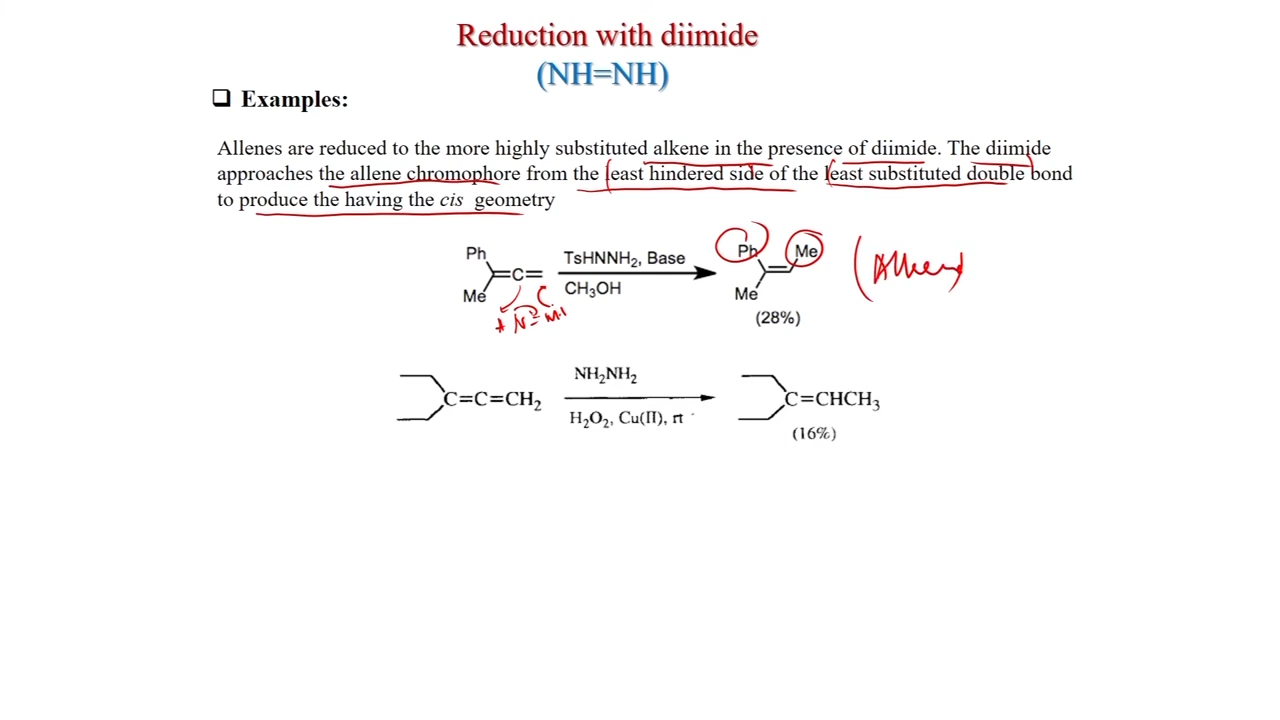 Reduction with diimide
(NH=NH)
❑ Examples:
Allenes are reduced to the more highly substituted alkene in the presence of diimide. The diimide
approaches the allene chromophore from the least hindered side of the least substituted double bond
to produce the having the cis geometry
Ph
Me
=C=
TsHNNH₂, Base
CH₃OH
Ph
Me
Me
(28%)
C=C=CH₂
NH₂NH₂
H₂O₂, Cu(II), rt
C=CHCH₃
(16%)